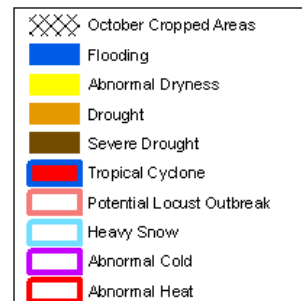 October Cropped Areas
Flooding
Abnormal Dryness
Drought
Severe Drought
Tropical Cyclone
Potential Locust Outbreak
Heavy Snow
Abnormal Cold
Abnormal Heat